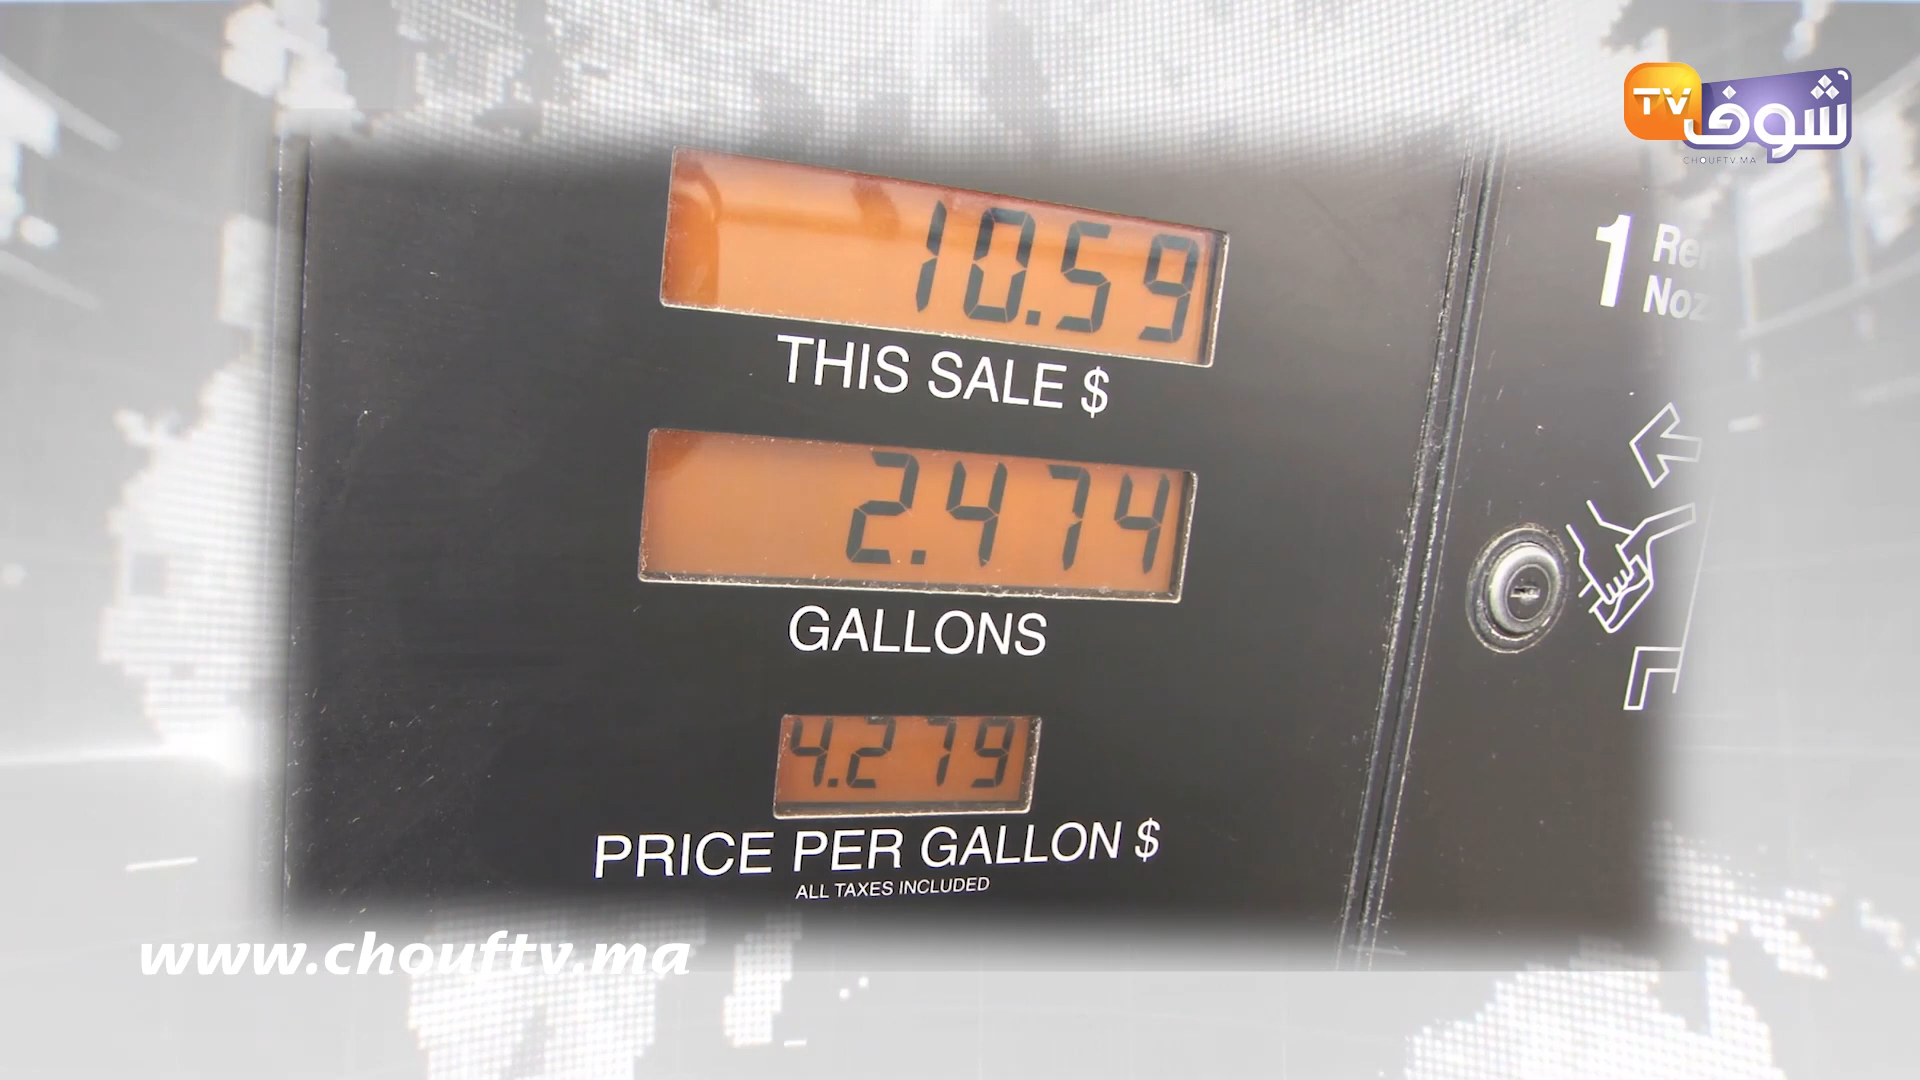 TV شوف
CHOUFTV.MA
10.59
THIS SALE $
1
Noz
2.474
GALLONS
4.279
PRICE PER GALLON $
ALL TAXES INCLUDED
www.chouftv.ma